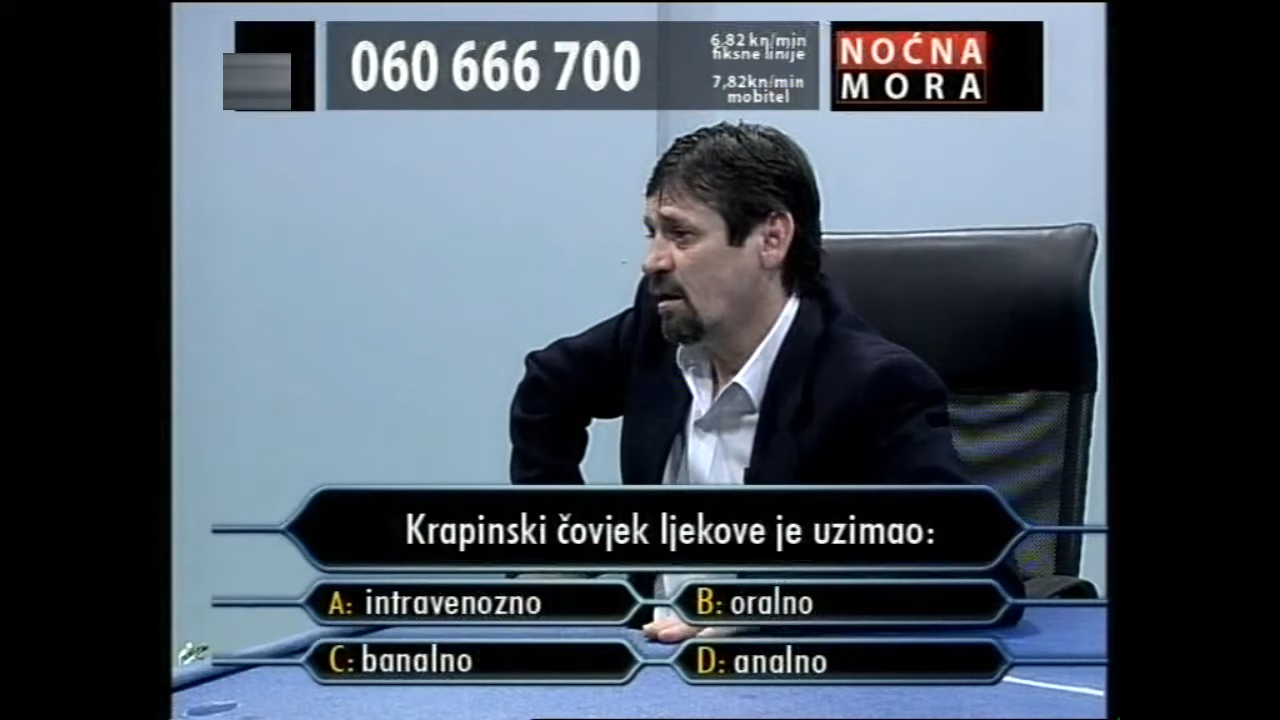 060 666 700
6,82 kn/min
fiksne linije
7,82kn/min
mobitel
NOĆNA
MORA
Krapinski čovjek ljekove je uzimao:
A: intravenozno
B: oralno
C: banalno
D: analno